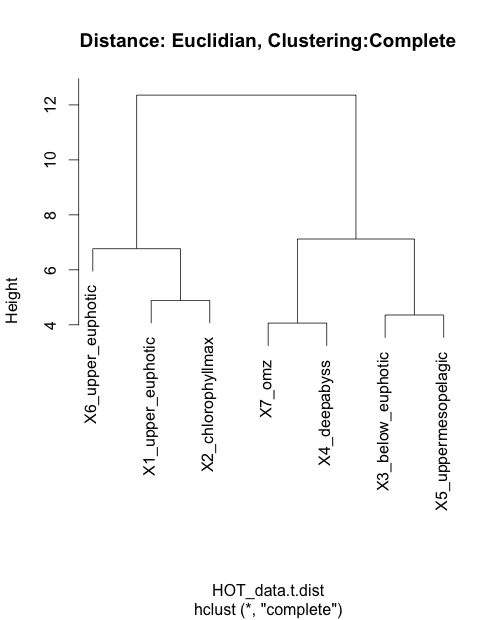 Distance: Euclidian, Clustering:Complete
Height
12
10
8
6
4
X6_upper_euphotic
X1_upper_euphotic
X2_chlorophyllmax
X7_omz
X4_deepabyss
X3_below_euphotic
X5_uppermesopelagic
HOT_data.t.dist
hclust (*, "complete")